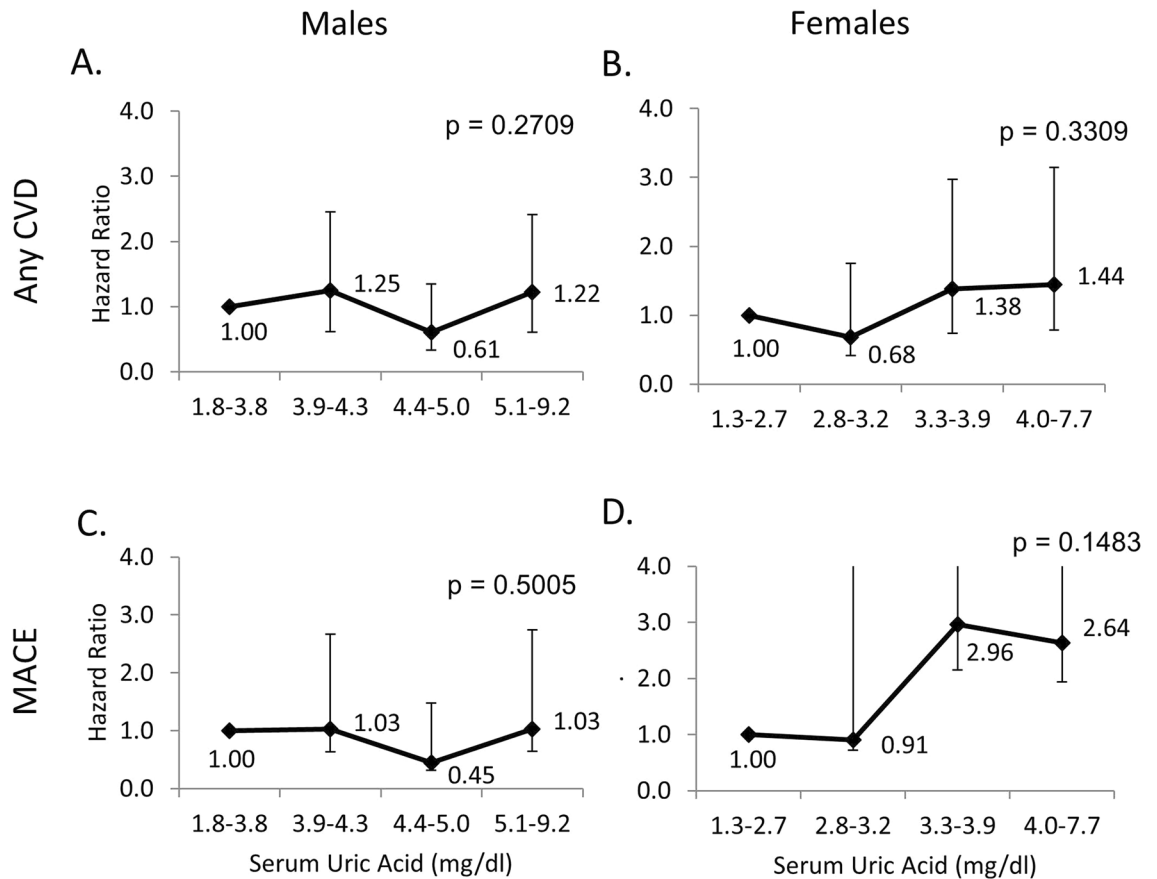 Males
Females
A.
B.
Any CVD
Hazard Ratio
4.0
3.0
2.0
1.0
0.0
p = 0.2709
1.00
1.25
0.61
1.22
1.8-3.8 3.9-4.3 4.4-5.0 5.1-9.2
4.0
3.0
2.0
1.0
0.0
p = 0.3309
1.00
0.68
1.38
1.44
1.3-2.7 2.8-3.2 3.3-3.9 4.0-7.7
C.
D.
MACE
Hazard Ratio
4.0
3.0
2.0
1.0
0.0
p = 0.5005
1.00
1.03
0.45
1.03
1.8-3.8 3.9-4.3 4.4-5.0 5.1-9.2
Serum Uric Acid (mg/dl)
4.0
3.0
2.0
1.0
0.0
p = 0.1483
1.00
0.91
2.96
2.64
1.3-2.7 2.8-3.2 3.3-3.9 4.0-7.7
Serum Uric Acid (mg/dl)